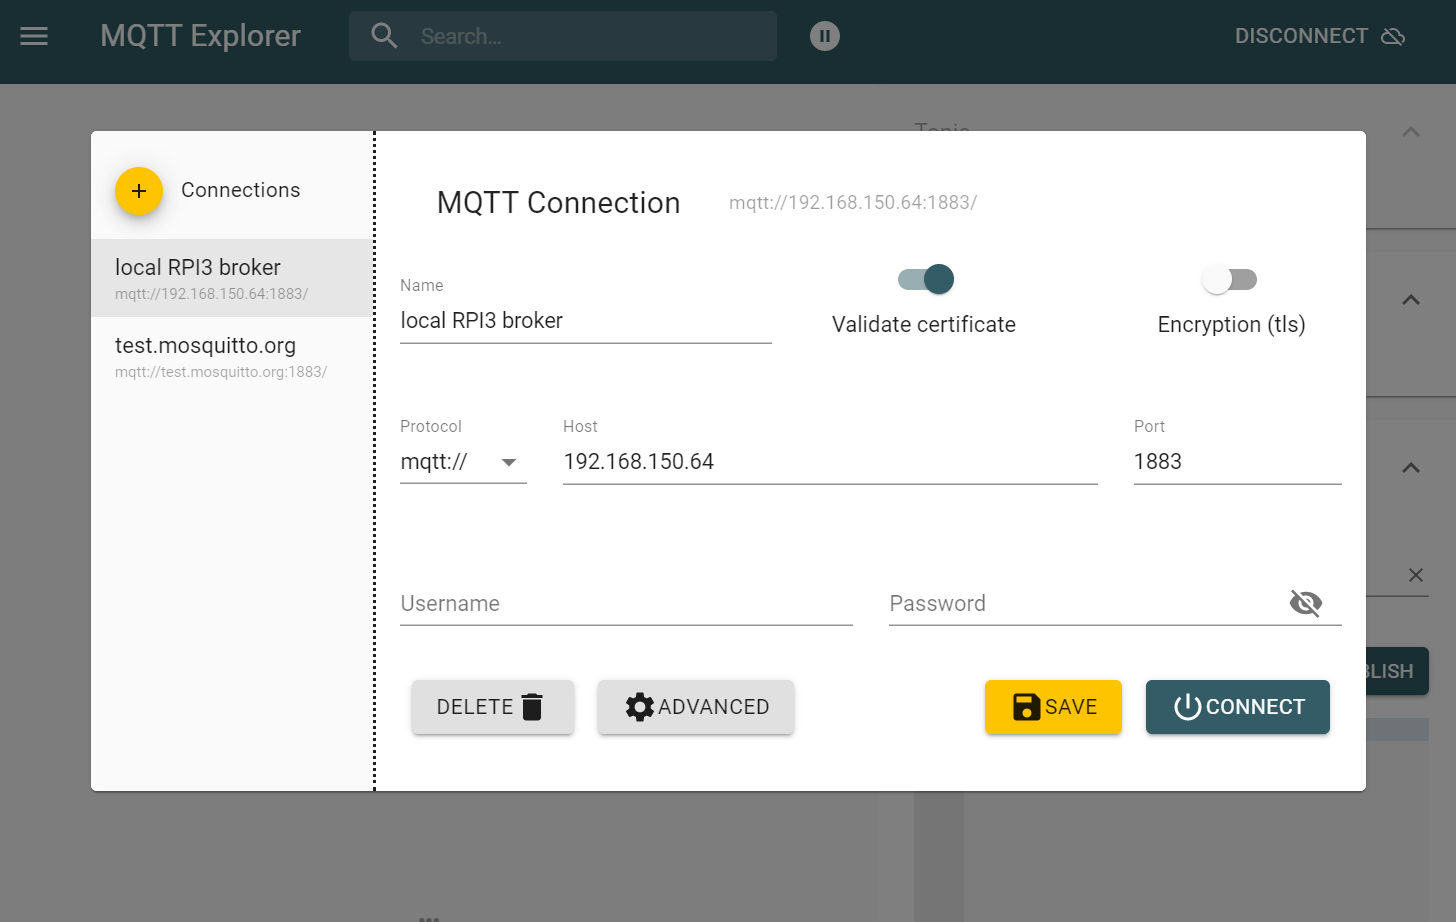 MQTT Explorer
Search...
DISCONNECT
Topic
Connections
local RPI3 broker
mqtt://192.168.150.64:1883/
test.mosquitto.org
mqtt://test.mosquitto.org:1883/
MQTT Connection
mqtt://192.168.150.64:1883/
Name
local RPI3 broker
Validate certificate
Encryption (tls)
Protocol
Host
Port
mqtt://
192.168.150.64
1883
Username
Password
DELETE
ADVANCED
SAVE
CONNECT
BLISH